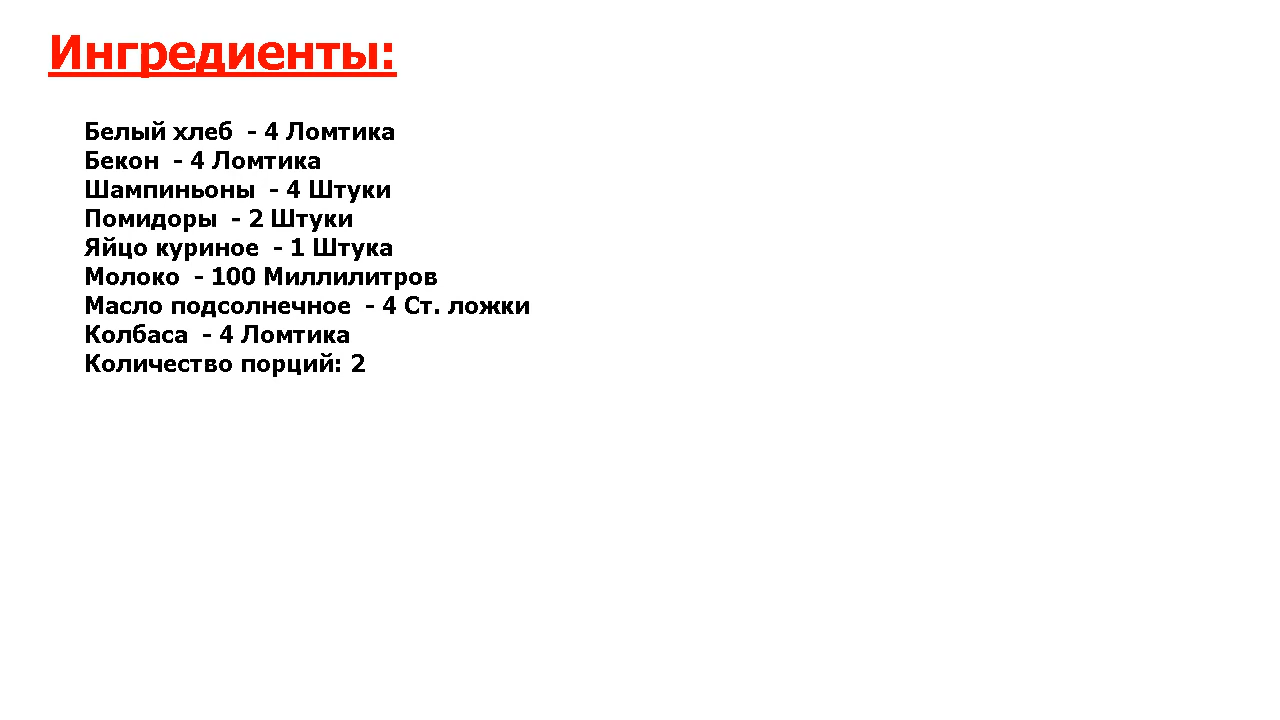 Ингредиенты:
Белый хлеб - 4 Ломтика
Бекон - 4 Ломтика
Шампиньоны - 4 Штуки
Помидоры - 2 Штуки
Яйцо куриное - 1 Штука
Молоко - 100 Миллилитров
Масло подсолнечное - 4 Ст. ложки
Колбаса - 4 Ломтика
Количество порций: 2